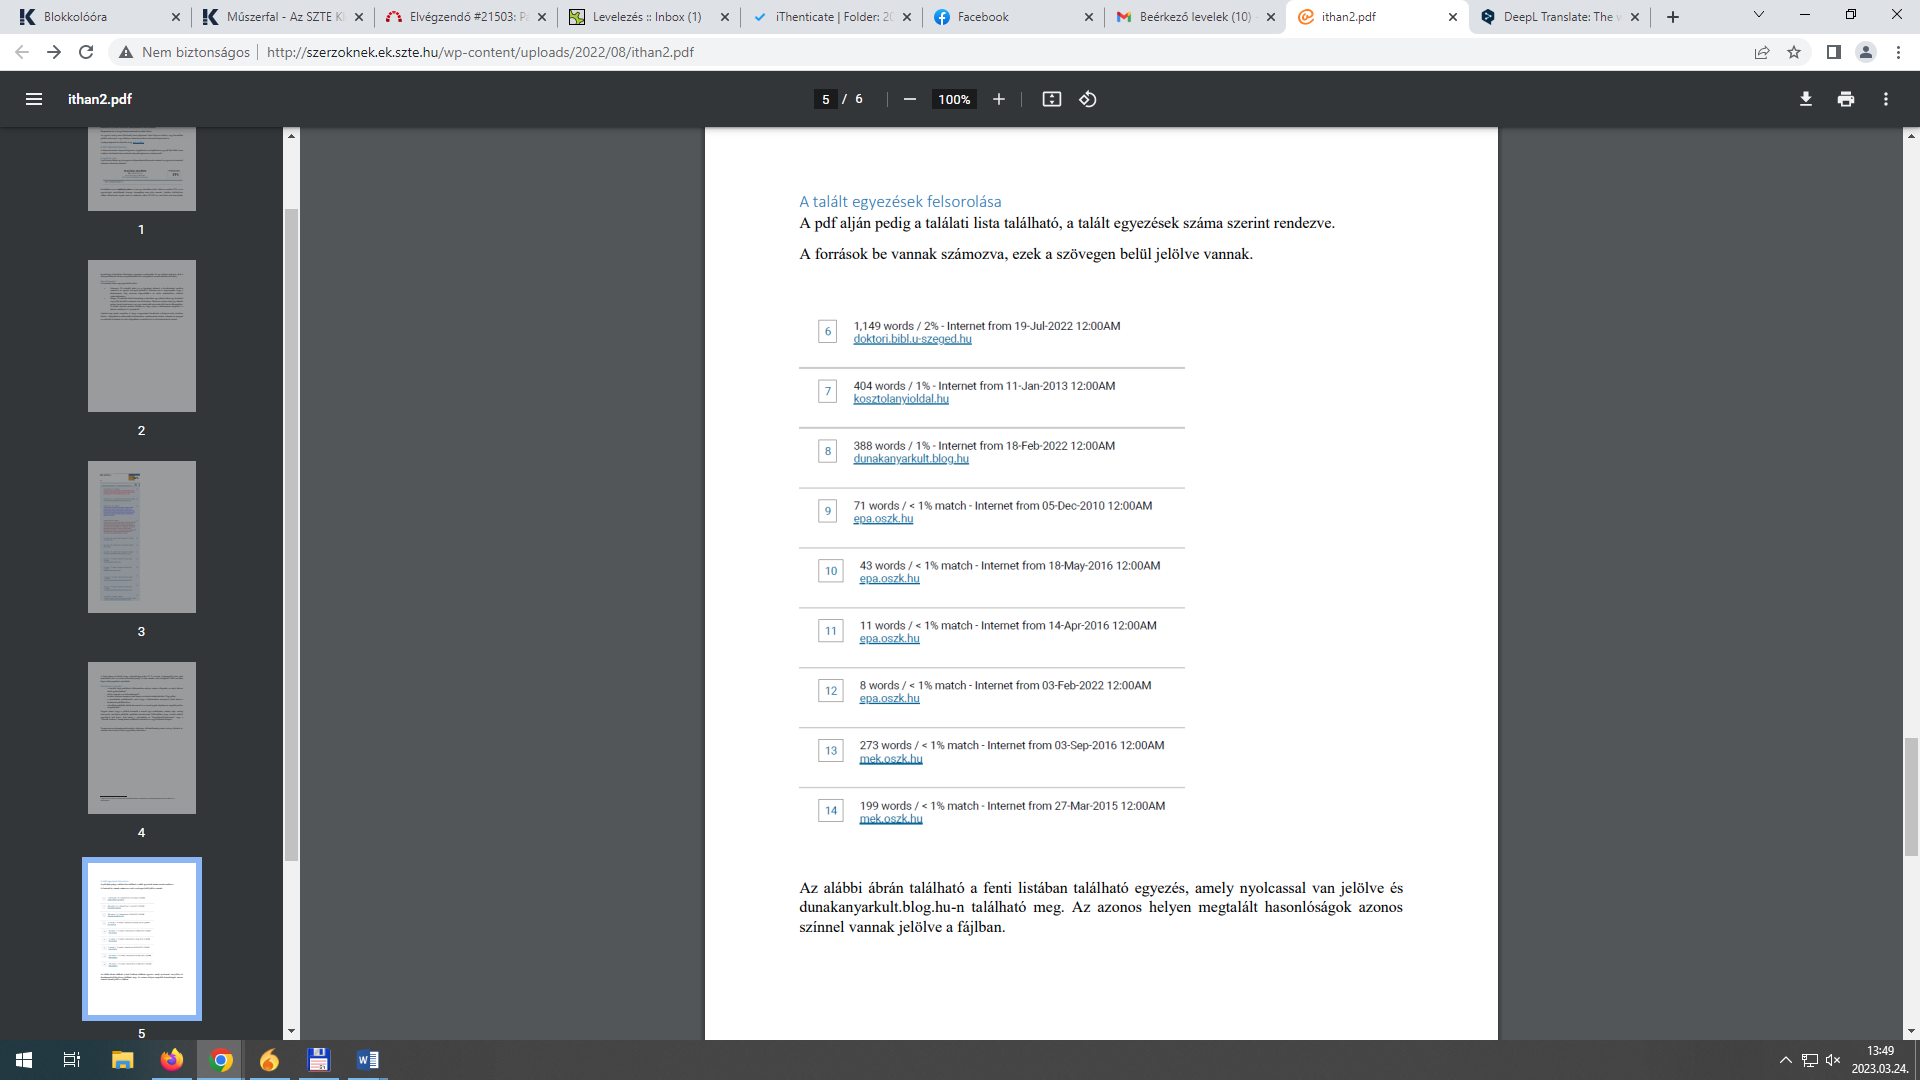 Blokkolóóra
Műszerfal - Az SZTE Kl
Elvégzendő #21503: Pa
Levelezés :: Inbox (1)
iThenticate | Folder: 20
Facebook
Beérkező levelek (10)
ithan2.pdf
DeepL Translate: The w
Nem biztonságos
http://szerzoknek.ek.szte.hu/wp-content/uploads/2022/08/ithan2.pdf
ithan2.pdf
5 / 6
100%
1
2
3
4
5
A talált egyezések felsorolása
A pdf alján pedig a találati lista található, a talált egyezések száma szerint rendezve.
A források be vannak számozva, ezek a szövegen belül jelölve vannak.
6 1,149 words / 2% - Internet from 19-Jul-2022 12:00AM
doktori.bibl.u-szeged.hu
7 404 words / 1% - Internet from 11-Jan-2013 12:00AM
kosztolanyioldal.hu
8 388 words / 1% - Internet from 18-Feb-2022 12:00AM
dunakanyarkult.blog.hu
9 71 words / < 1% match - Internet from 05-Dec-2010 12:00AM
epa.oszk.hu
10 43 words / < 1% match - Internet from 18-May-2016 12:00AM
epa.oszk.hu
11 11 words / < 1% match - Internet from 14-Apr-2016 12:00AM
epa.oszk.hu
12 8 words / < 1% match - Internet from 03-Feb-2022 12:00AM
epa.oszk.hu
13 273 words / < 1% match - Internet from 03-Sep-2016 12:00AM
mek.oszk.hu
14 199 words / < 1% match - Internet from 27-Mar-2015 12:00AM
mek.oszk.hu
Az alábbi ábrán található a fenti listában található egyezés, amely nyolcassal van jelölve és
dunakanyarkult.blog.hu-n található meg. Az azonos helyen megtalált hasonlóságok azonos
színnel vannak jelölve a fájlban.
13:49
2023.03.24.